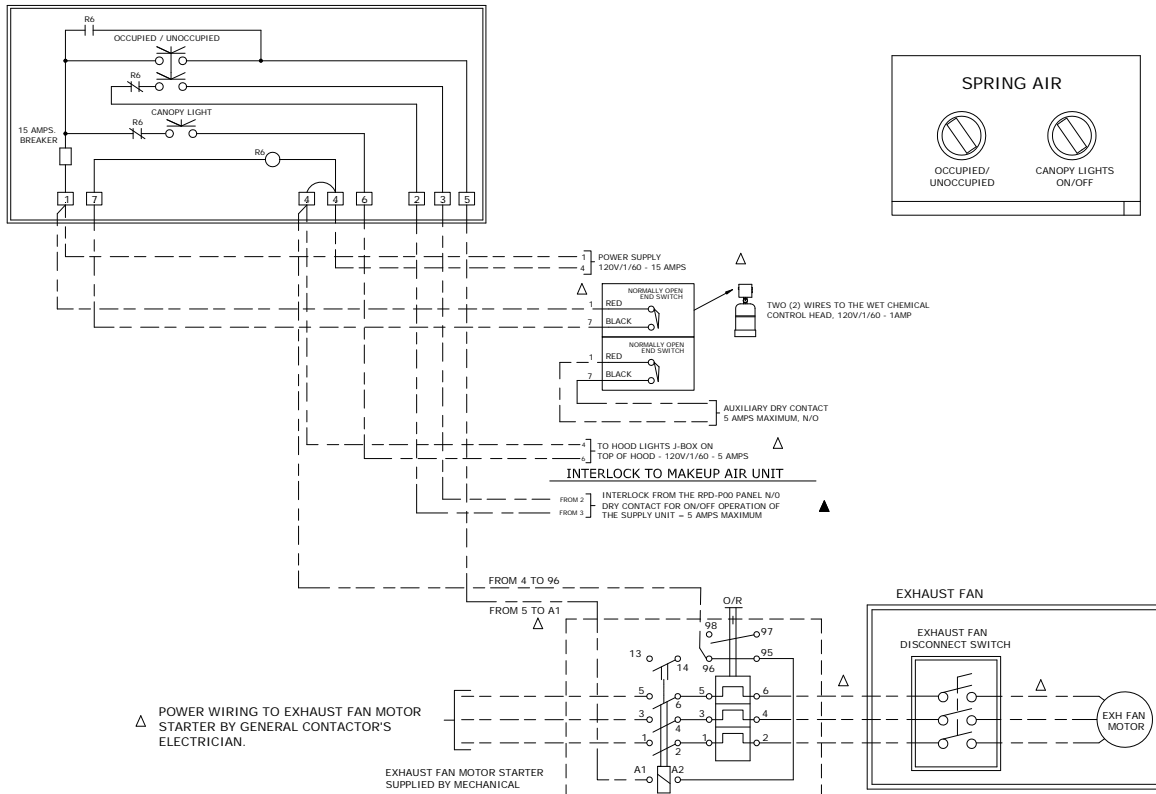 R6
OCCUPIED / UNOCCUPIED
R6
CANOPY LIGHT
R6
15 AMPS.
BREAKER
R6
1 7 4 4 6 2 3 5
SPRING AIR
OCCUPIED/
UNOCCUPIED
CANOPY LIGHTS
ON/OFF
1
4
POWER SUPPLY
120V/1/60 - 15 AMPS
NORMALLY OPEN
END SWITCH
1 RED
7 BLACK
TWO (2) WIRES TO THE WET CHEMICAL
CONTROL HEAD, 120V/1/60 - 1AMP
NORMALLY OPEN
END SWITCH
1 RED
7 BLACK
AUXILIARY DRY CONTACT
5 AMPS MAXIMUM, N/O
4
6
TO HOOD LIGHTS J-BOX ON
TOP OF HOOD - 120V/1/60 - 5 AMPS
INTERLOCK TO MAKEUP AIR UNIT
FROM 2
FROM 3
INTERLOCK FROM THE RPD-P00 PANEL N/0
DRY CONTACT FOR ON/OFF OPERATION OF
THE SUPPLY UNIT – 5 AMPS MAXIMUM
FROM 4 TO 96
FROM 5 TO A1
O/R
98 97
13 14 96 95
5 6 5 6
3 4 3 4
1 2 1 2
A1 A2
EXHAUST FAN
EXHAUST FAN
DISCONNECT SWITCH
EXH FAN
MOTOR
POWER WIRING TO EXHAUST FAN MOTOR
STARTER BY GENERAL CONTACTOR'S
ELECTRICIAN.
EXHAUST FAN MOTOR STARTER
SUPPLIED BY MECHANICAL